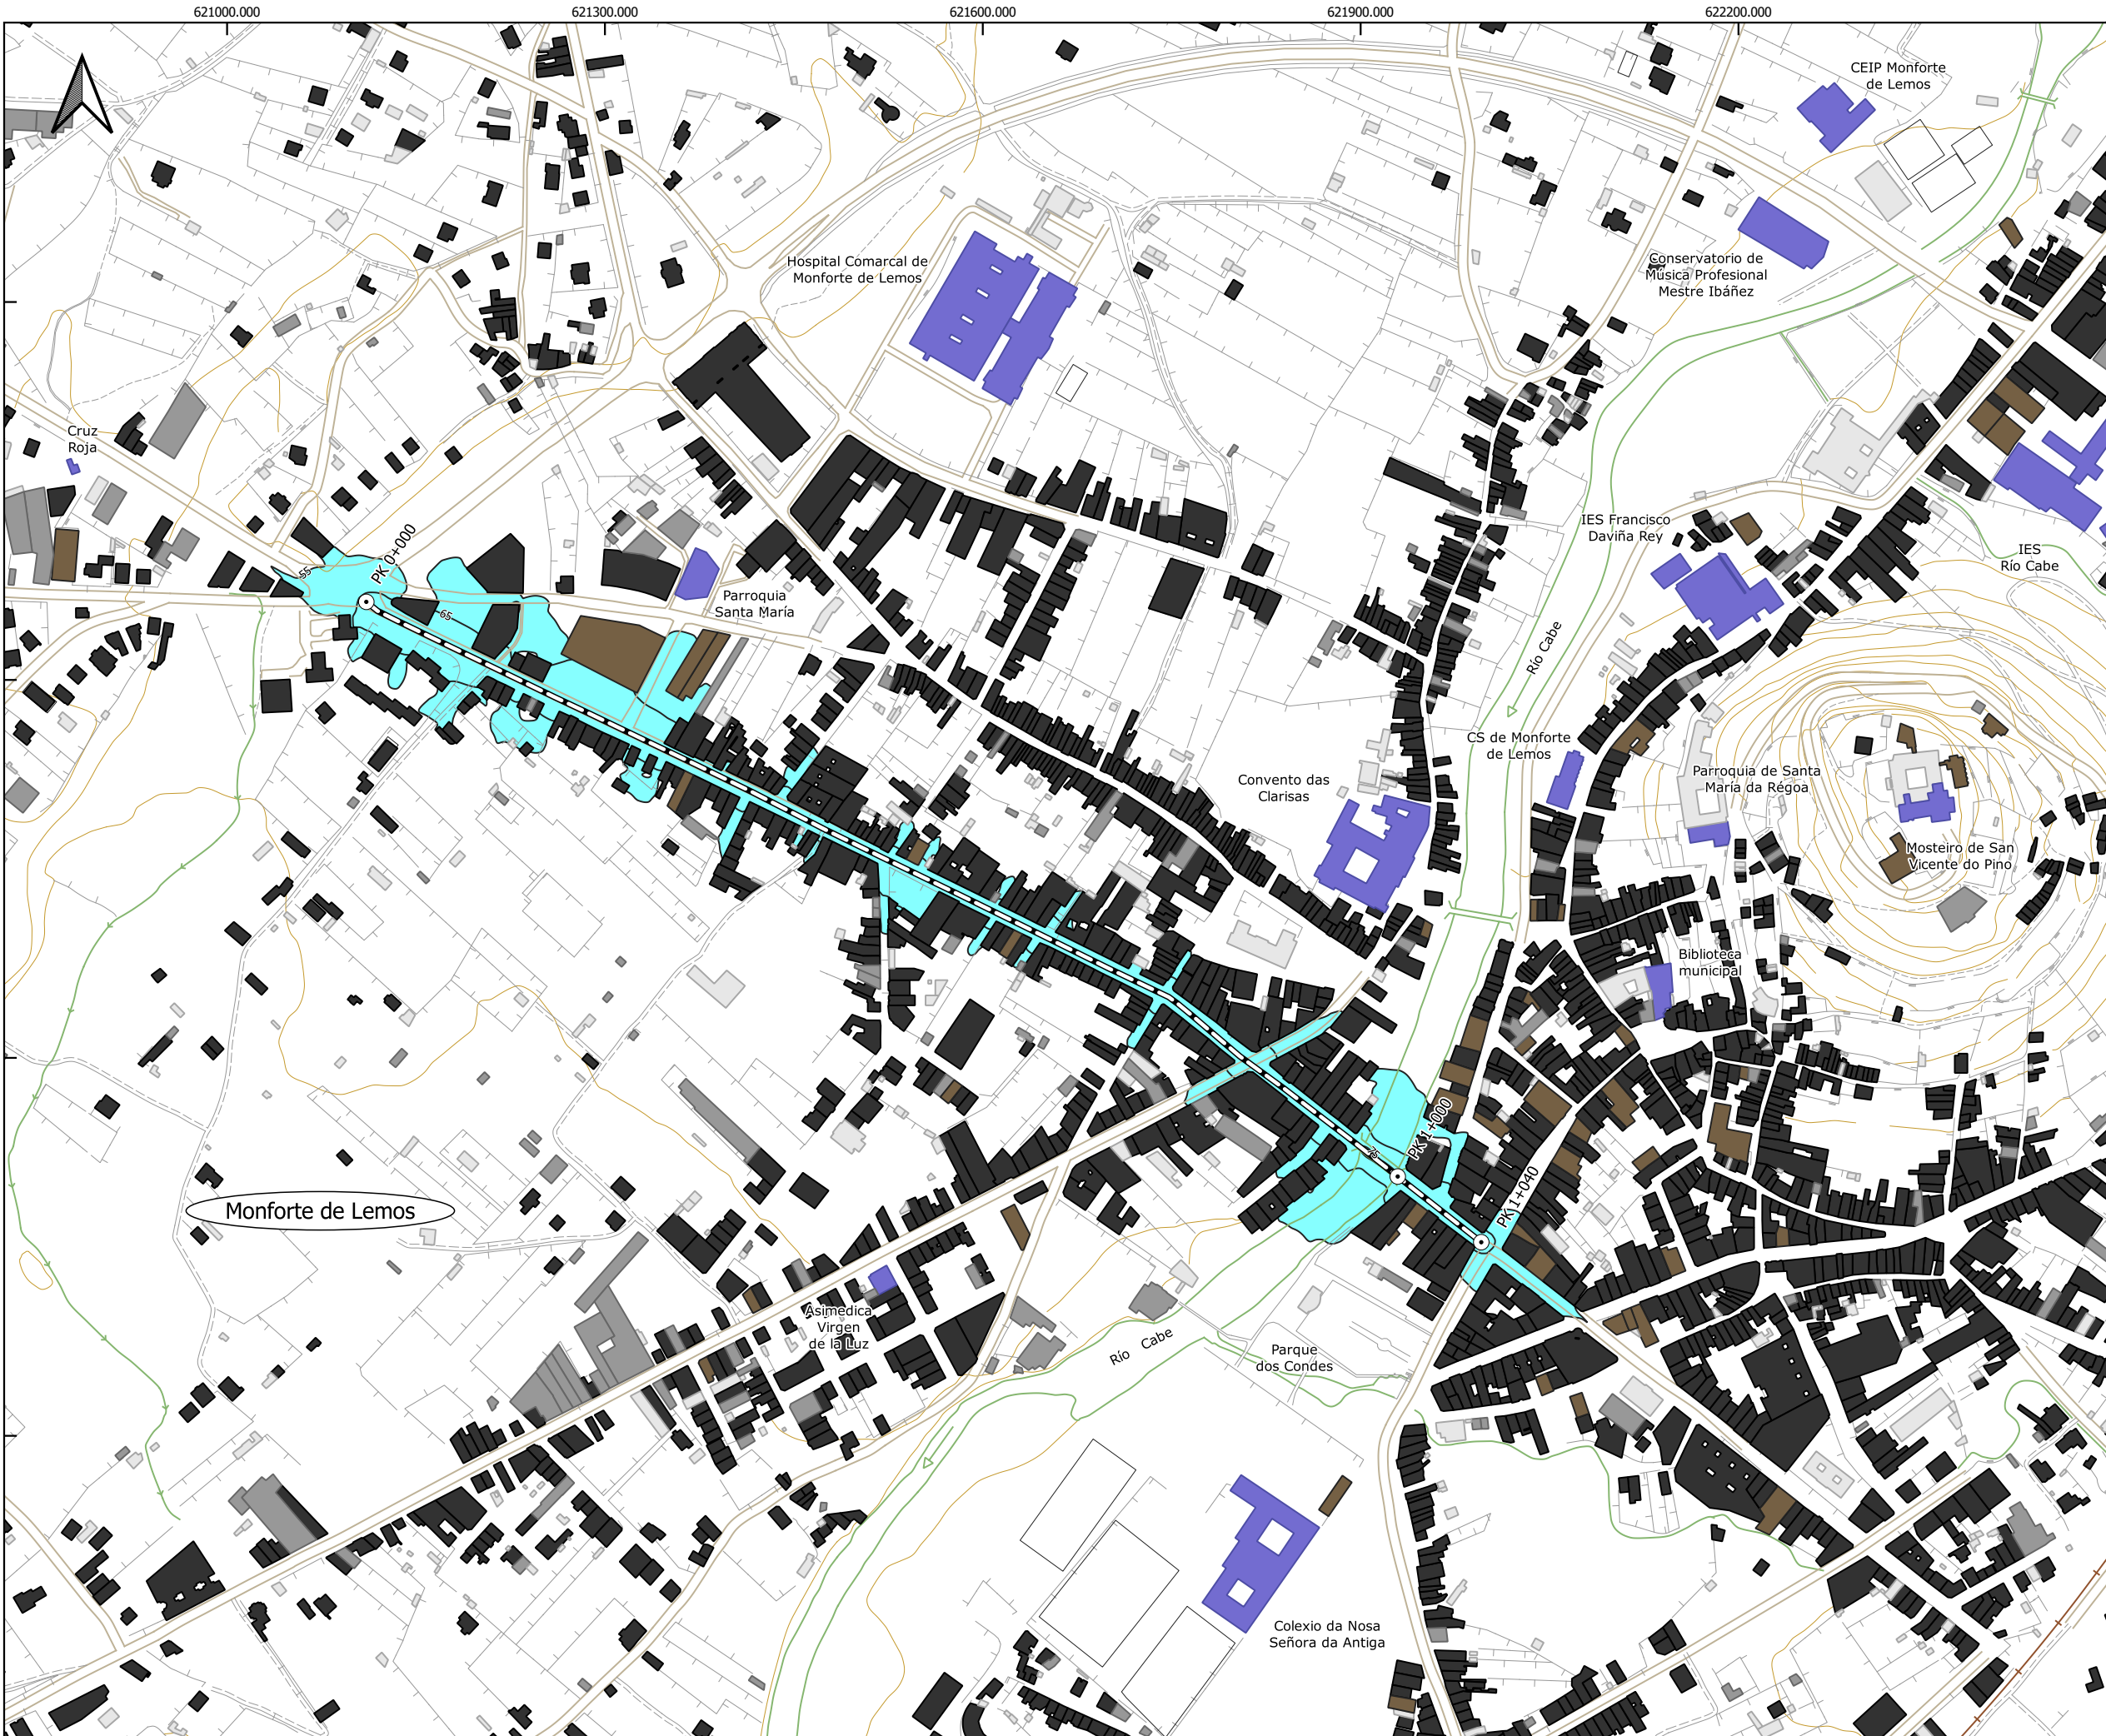 621000.000
621300.000
621600.000
621900.000
622200.000
CEIP Monforte
de Lemos
Hospital Comarcal de
Monforte de Lemos
Conservatorio de
Música Profesional
Mestre Ibáñez
Cruz
Roja
IES Francisco
Daviña Rey
IES
Río Cabe
PK 0+000
55
65
Parroquia
Santa María
Río Cabe
CS de Monforte
de Lemos
Convento das
Clarisas
Parroquia de Santa
María da Régoa
Mosteiro de San
Vicente do Pino
Biblioteca
municipal
PK 1+000
PK 1+040
Monforte de Lemos
Asimedica
Virgen
de la Luz
Río Cabe
Parque
dos Condes
Colexio da Nosa
Señora da Antiga